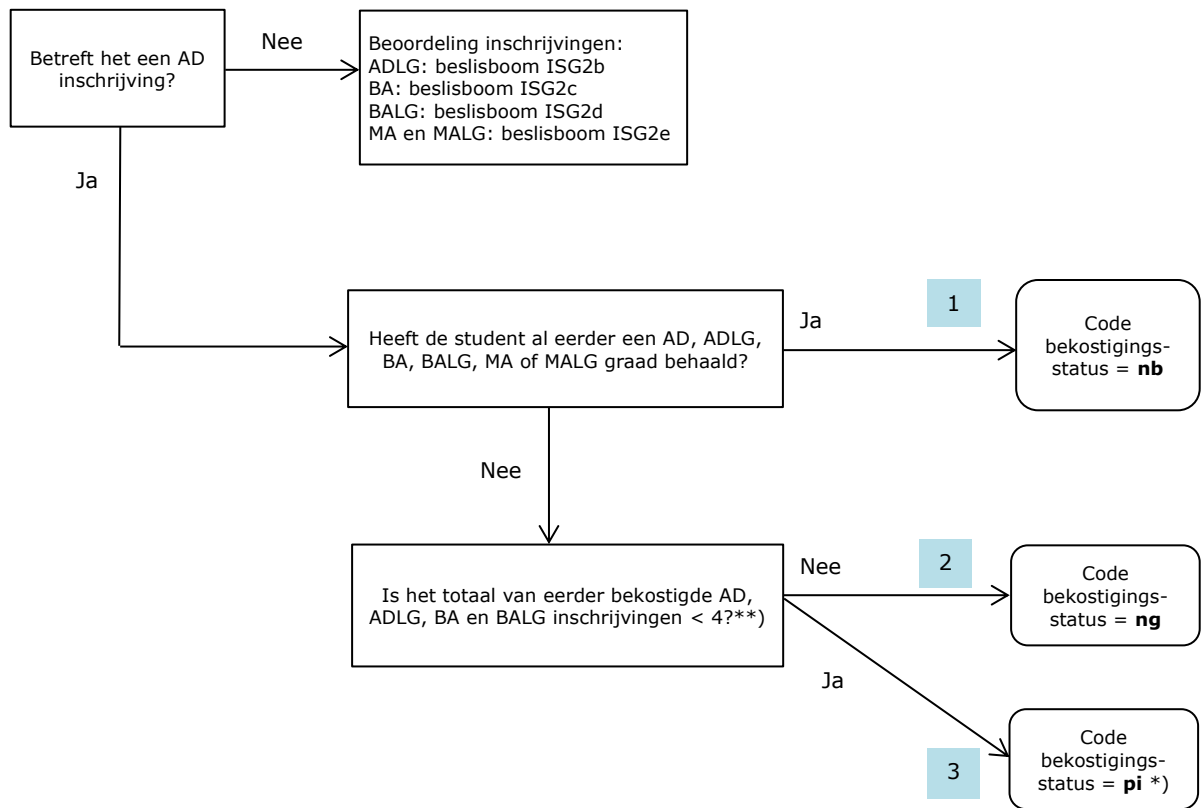 Betreft het een AD
inschrijving?
Nee
Beoordeling inschrijvingen:
ADLG: beslisboom ISG2b
BA: beslisboom ISG2c
BALG: beslisboom ISG2d
MA en MALG: beslisboom ISG2e
Ja
Heeft de student al eerder een AD, ADLG,
BA, BALG, MA of MALG graad behaald?
Ja
1
Code
bekostigings-
status = nb
Nee
Is het totaal van eerder bekostigde AD,
ADLG, BA en BALG inschrijvingen < 4?**)
Nee
2
Code
bekostigings-
status = ng
Ja
3
Code
bekostigings-
status = pi *)